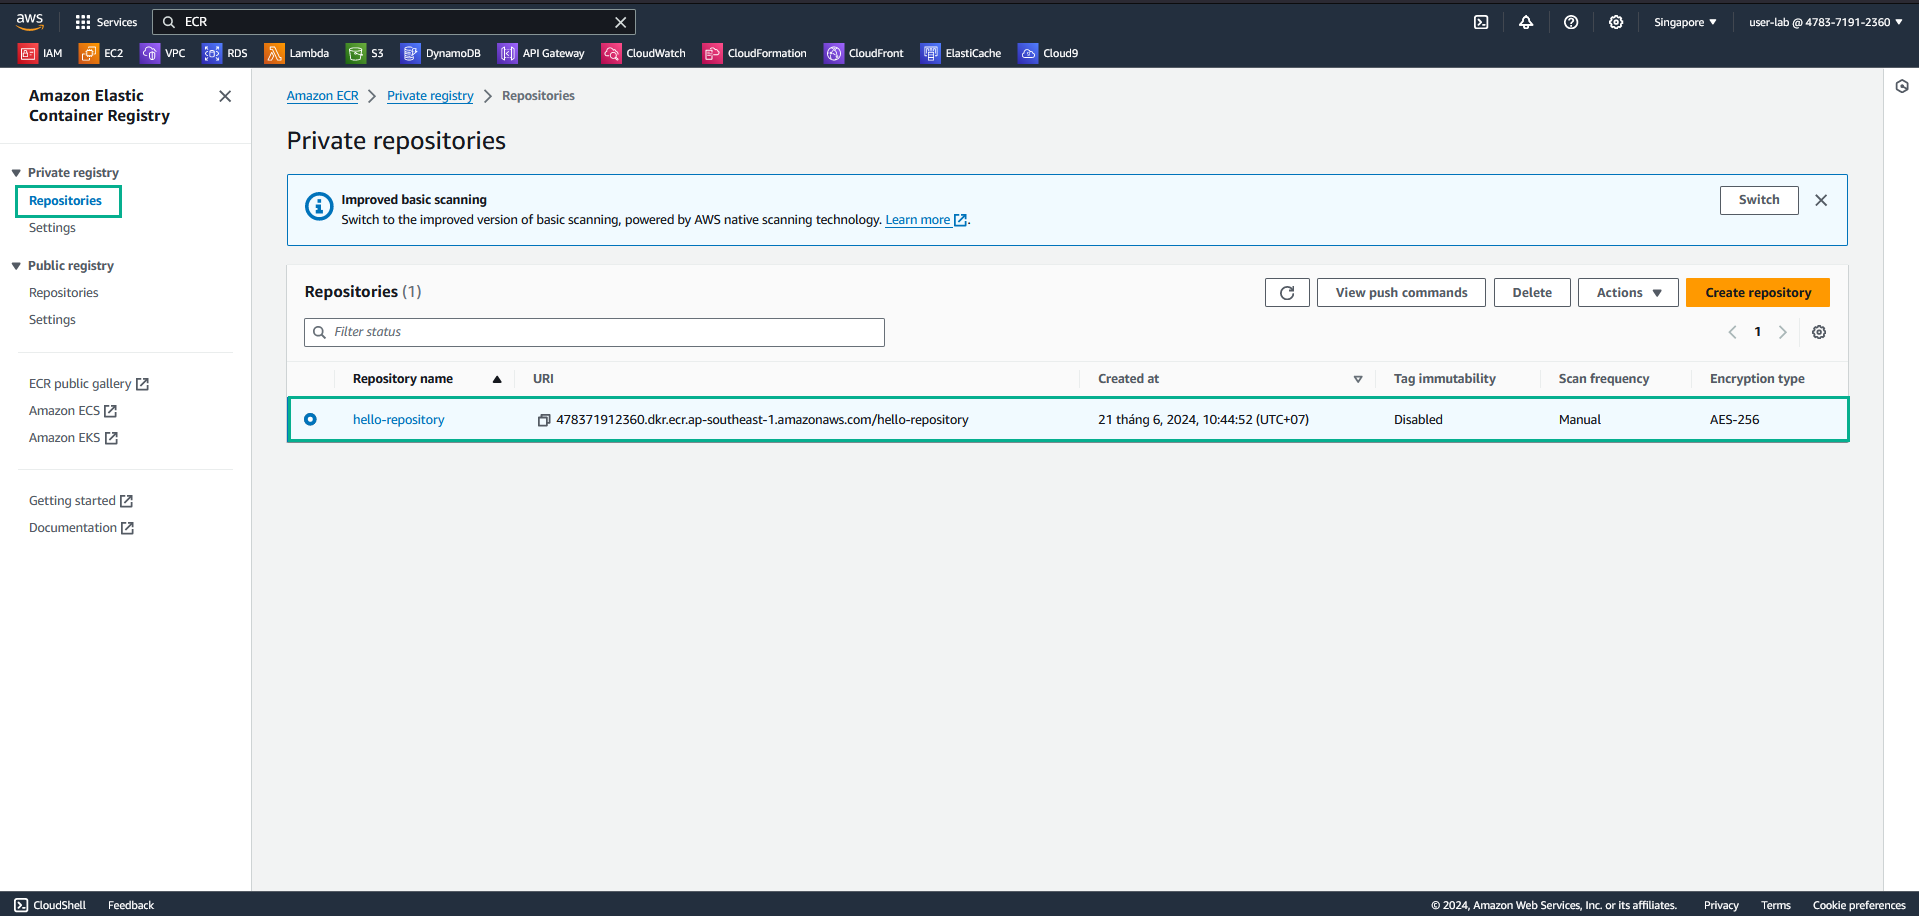 aws Services ECR Singapore user-lab @ 4783-7191-2360
IAM EC2 VPC RDS Lambda S3 DynamoDB API Gateway CloudWatch CloudFormation CloudFront ElastiCache Cloud9
Amazon Elastic
Container Registry
Private registry
Repositories
Settings
Public registry
Repositories
Settings
ECR public gallery
Amazon ECS
Amazon EKS
Getting started
Documentation
Amazon ECR Private registry Repositories
Private repositories
Improved basic scanning
Switch to the improved version of basic scanning, powered by AWS native scanning technology. Learn more.
Switch
Repositories (1)
View push commands Delete Actions Create repository
Filter status
1
Repository name URI Created at Tag immutability Scan frequency Encryption type
hello-repository 478371912360.dkr.ecr.ap-southeast-1.amazonaws.com/hello-repository 21 tháng 6, 2024, 10:44:52 (UTC+07) Disabled Manual AES-256
CloudShell Feedback © 2024, Amazon Web Services, Inc. or its affiliates. Privacy Terms Cookie preferences